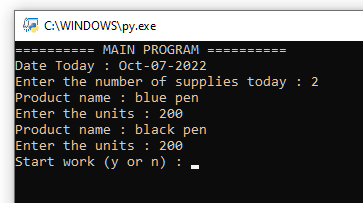 C:\WINDOWS\py.exe
========== MAIN PROGRAM ==========
Date Today : Oct-07-2022
Enter the number of supplies today : 2
Product name : blue pen
Enter the units : 200
Product name : black pen
Enter the units : 200
Start work (y or n) :